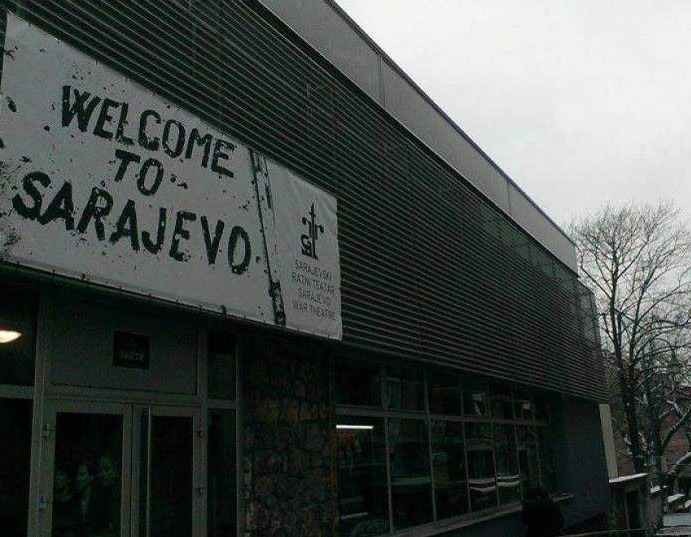 WELCOME
TO
SARAJEVO
SARAJEVSKI
RATNI TEATAR
SARAJEVO
WAR THEATRE